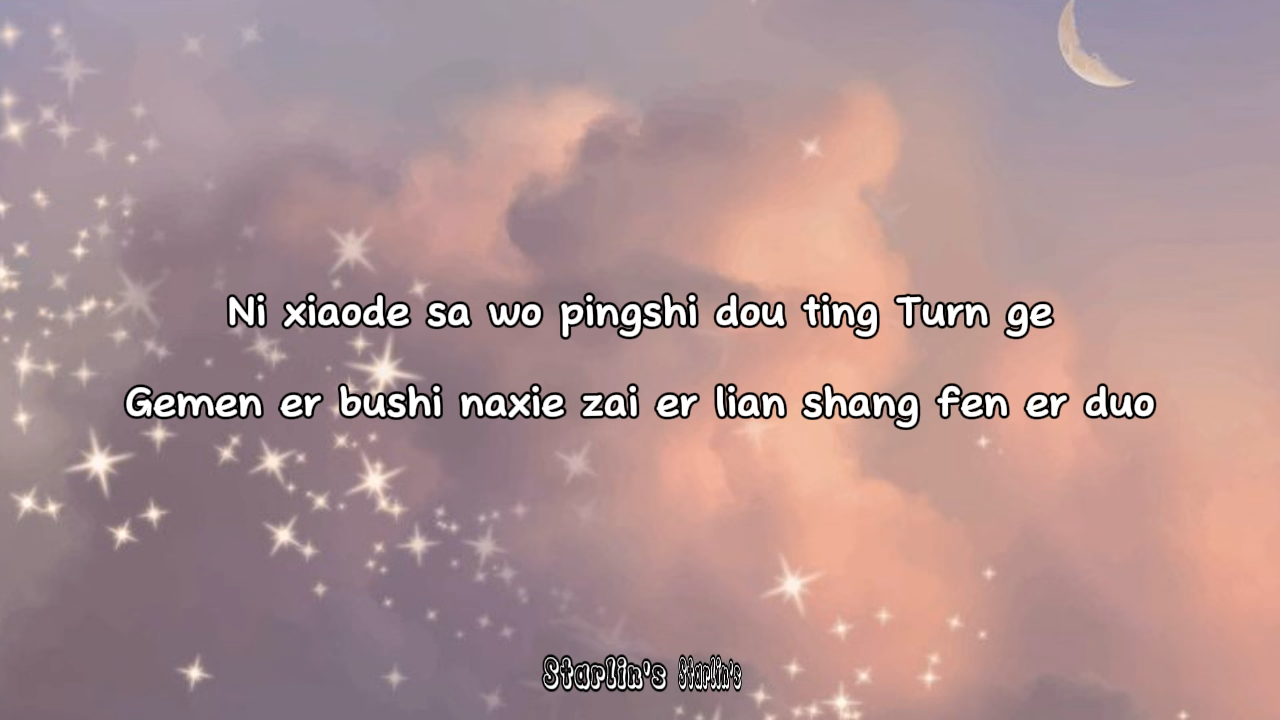 Ni xiaode sa wo pingshi dou ting Turn ge
Gemen er bushi naxie zai er lian shang fen er duo
Starlin's Starlin's